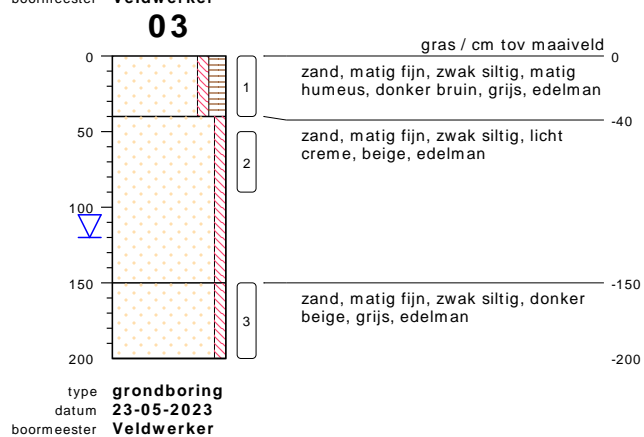 boormeester Veldwerker
03
gras / cm tov maaiveld
0
0
zand, matig fijn, zwak siltig, matig
humeus, donker bruin, grijs, edelman
1
-40
50
zand, matig fijn, zwak siltig, licht
creme, beige, edelman
2
100
150
-150
zand, matig fijn, zwak siltig, donker
beige, grijs, edelman
3
200
-200
type grondboring
datum 23-05-2023
boormeester Veldwerker